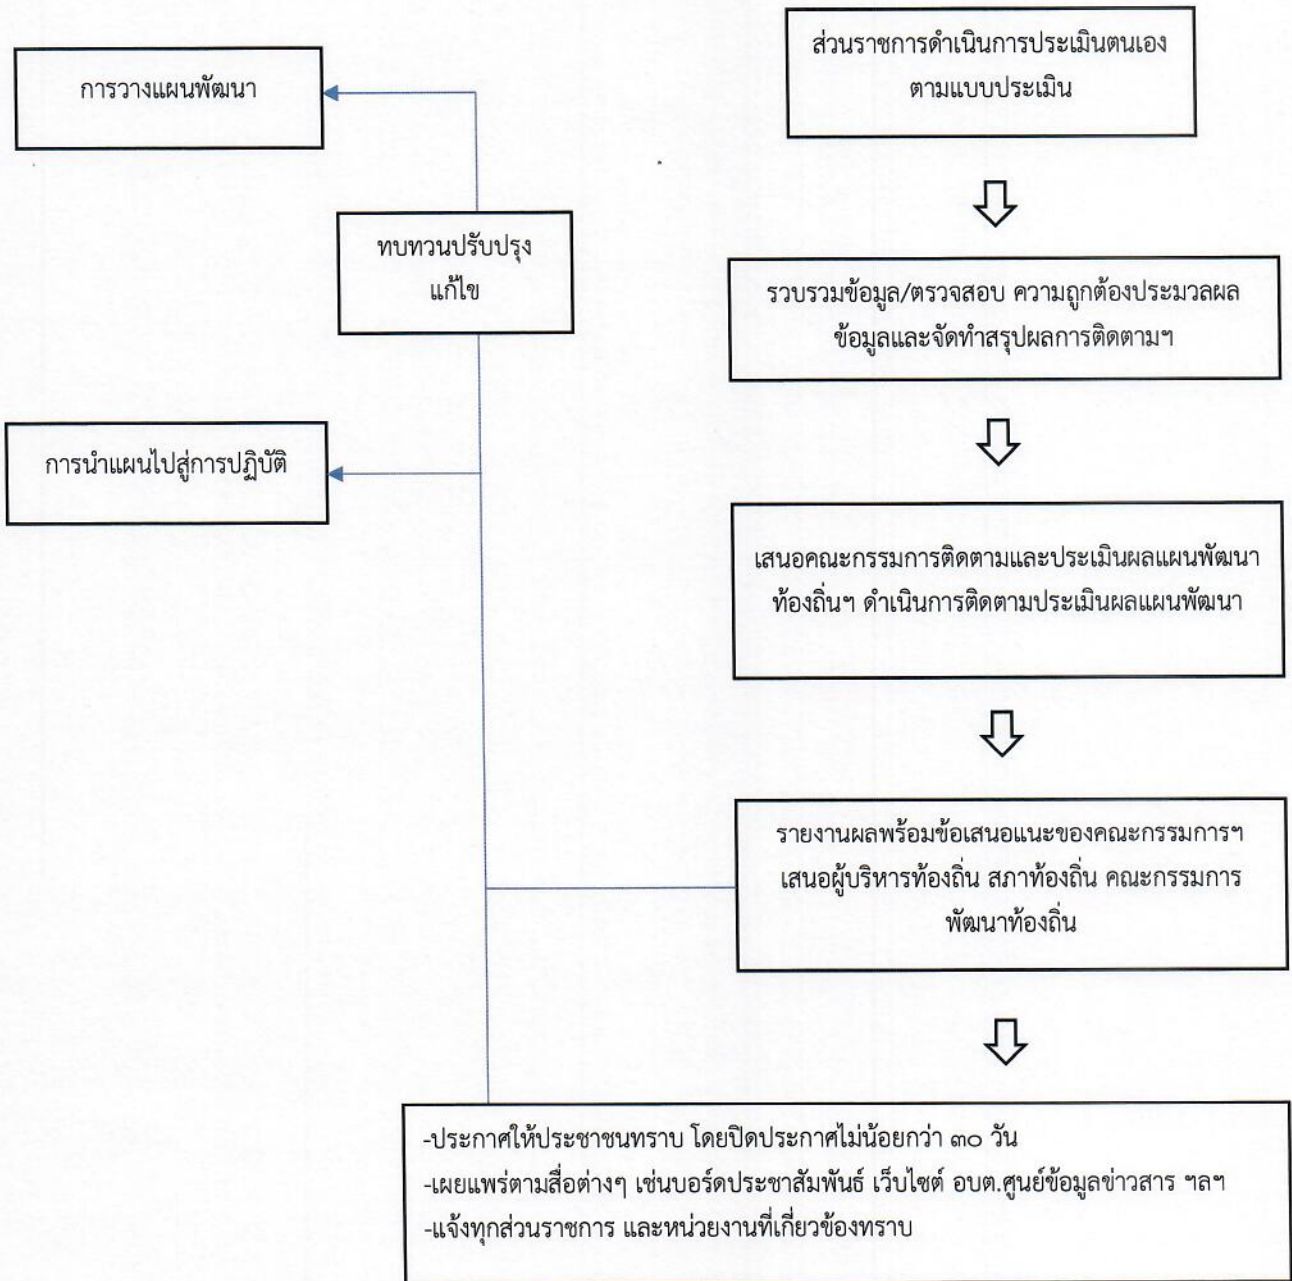 ส่วนราชการดำเนินการประเมินตนเอง
ตามแบบประเมิน
การวางแผนพัฒนา
ทบทวนปรับปรุง
แก้ไข
รวบรวมข้อมูล/ตรวจสอบ ความถูกต้องประมวลผล
ข้อมูลและจัดทำสรุปผลการติดตามฯ
การนำแผนไปสู่การปฏิบัติ
เสนอคณะกรรมการติดตามและประเมินผลแผนพัฒนา
ท้องถิ่นฯ ดำเนินการติดตามประเมินผลแผนพัฒนา
รายงานผลพร้อมข้อเสนอแนะของคณะกรรมการฯ
เสนอผู้บริหารท้องถิ่น สภาท้องถิ่น คณะกรรมการ
พัฒนาท้องถิ่น
-ประกาศให้ประชาชนทราบ โดยปิดประกาศไม่น้อยกว่า ๓๐ วัน
-เผยแพร่ตามสื่อต่างๆ เช่นบอร์ดประชาสัมพันธ์ เว็บไซต์ อบต.ศูนย์ข้อมูลข่าวสาร ฯลฯ
-แจ้งทุกส่วนราชการ และหน่วยงานที่เกี่ยวข้องทราบ